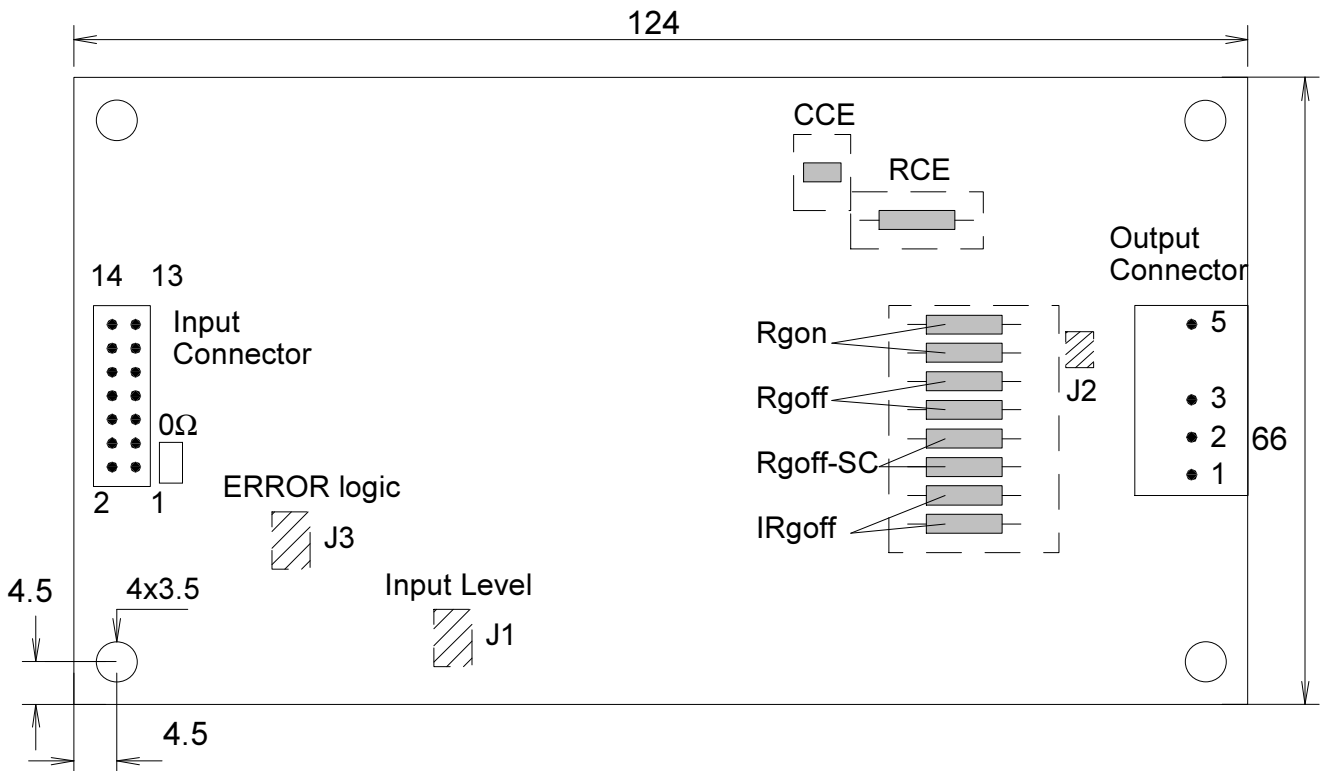 124
CCE
RCE
Output
Connector
14 13
Input
Connector
5
Rgon
J2
Rgoff
3
0Ω
2
66
Rgoff-SC
1
2 1
ERROR logic
IRgoff
J3
4.5
4x3.5
Input Level
J1
4.5